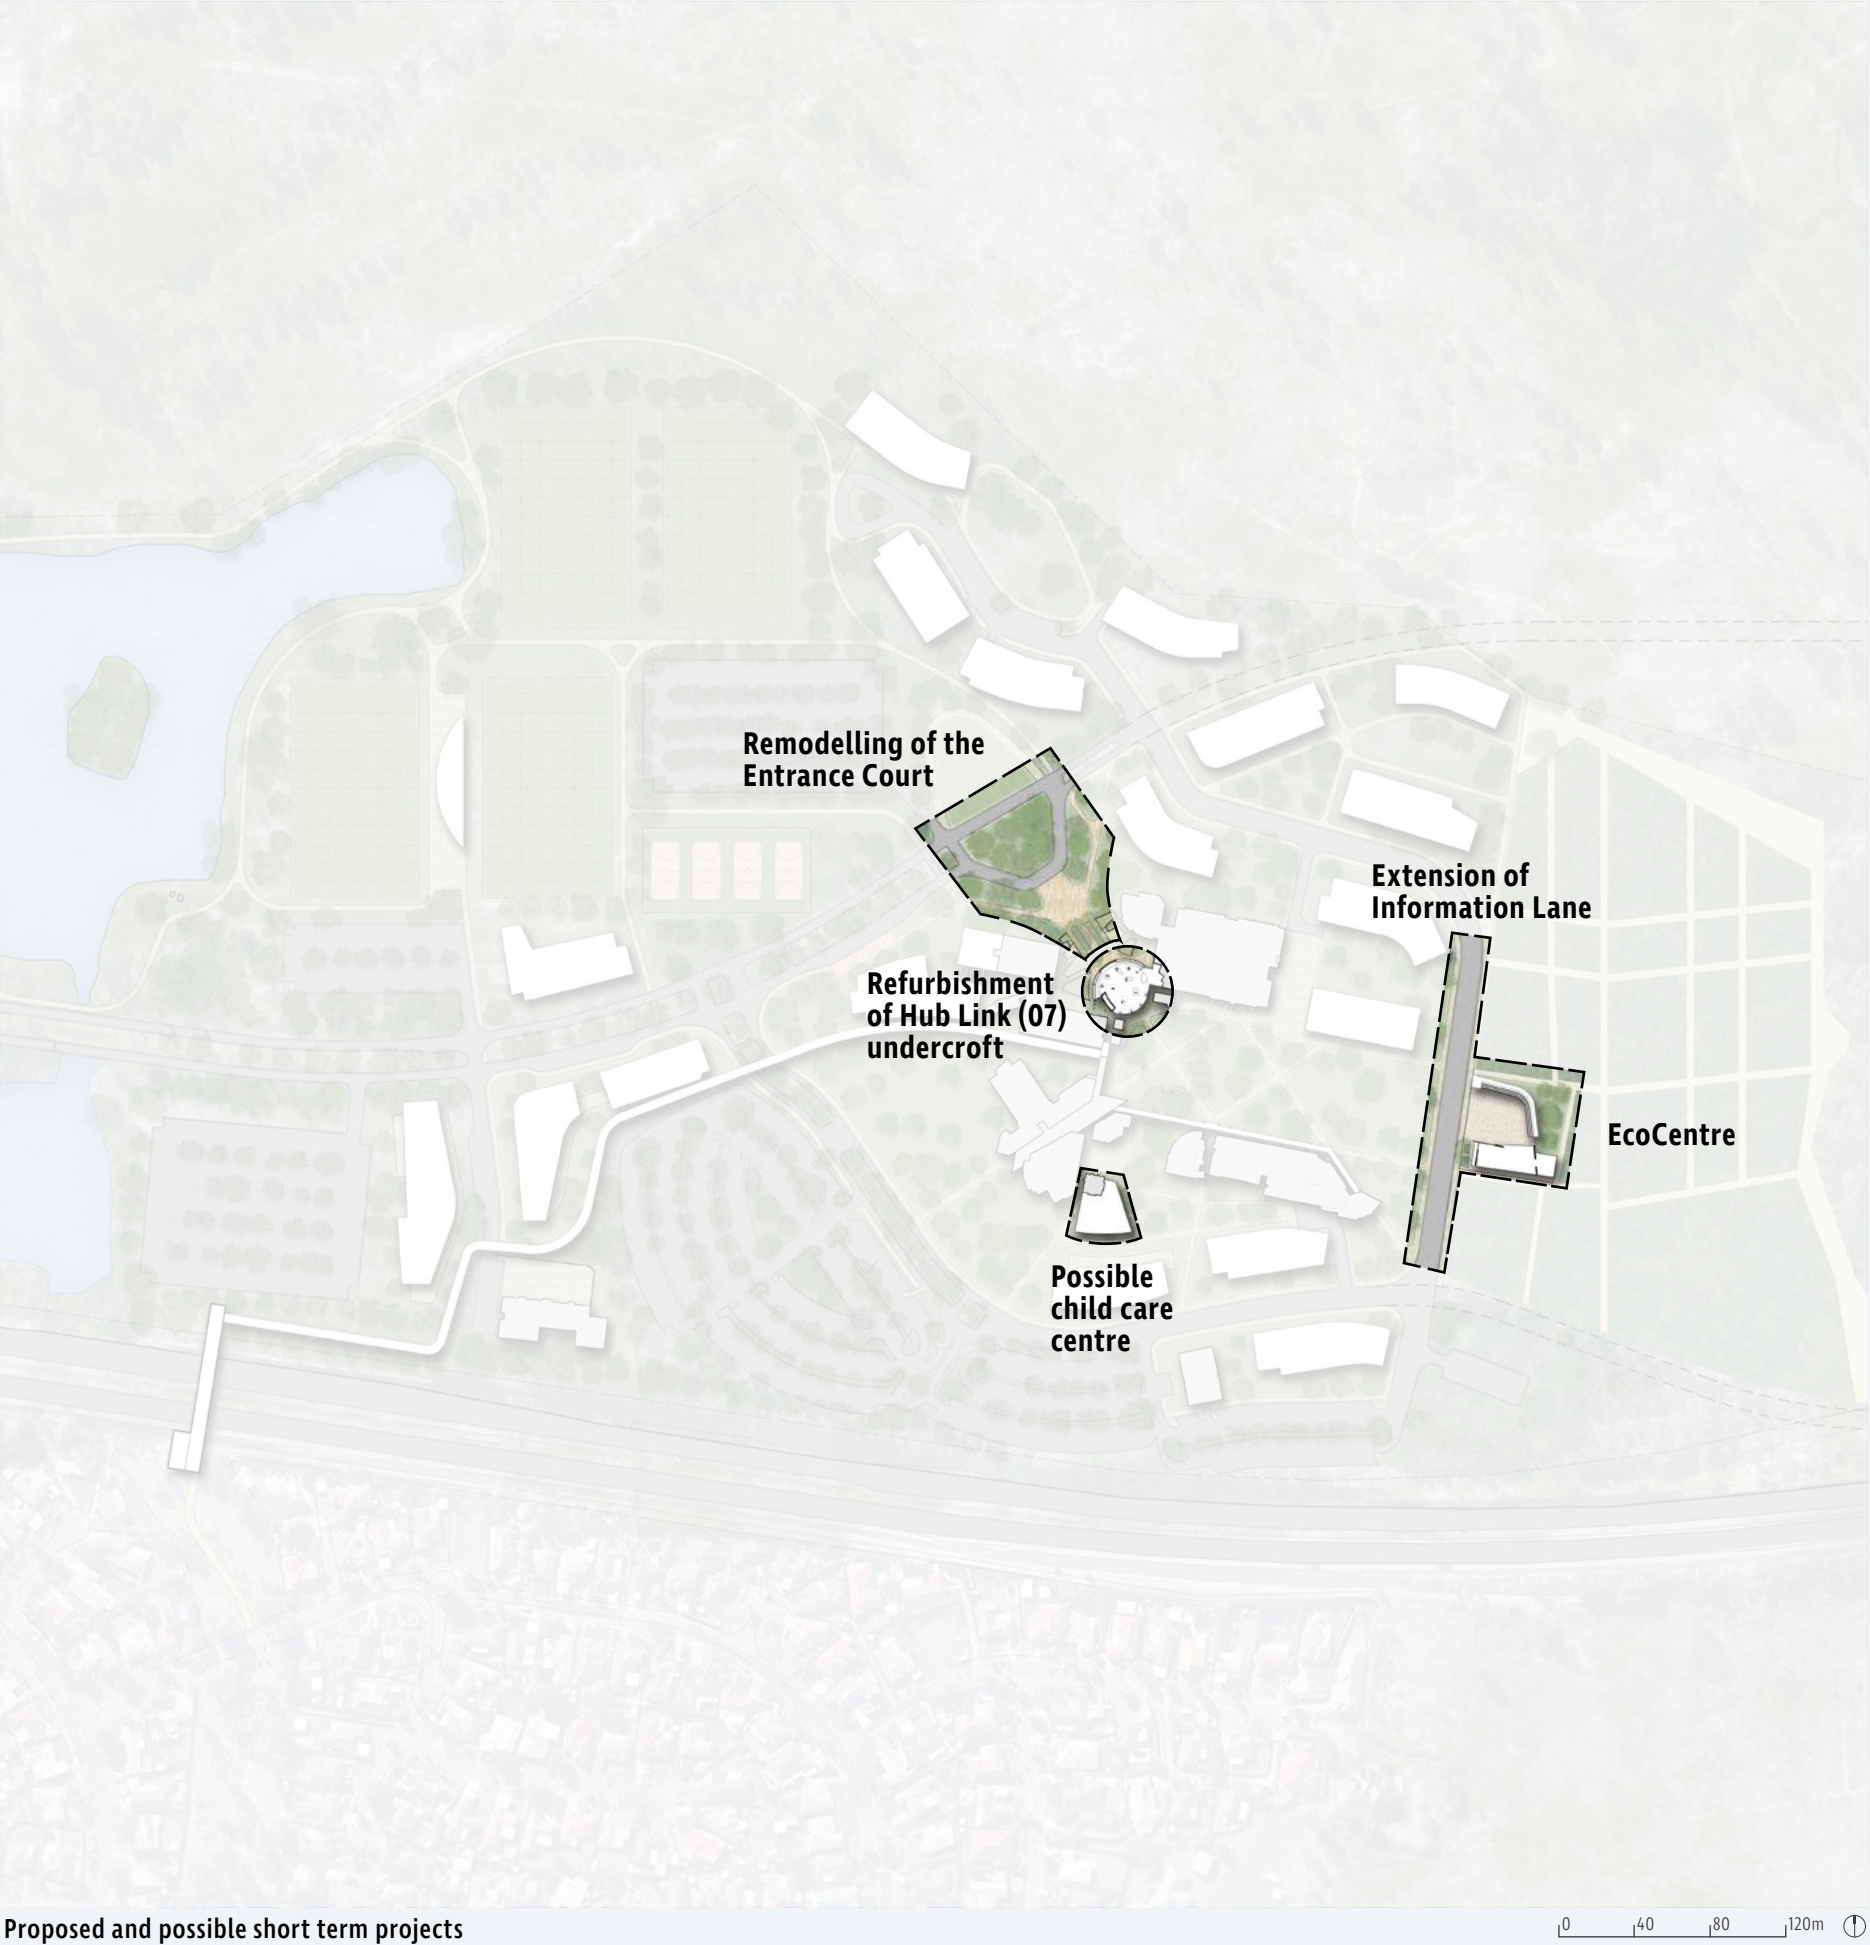 Remodelling of the
Entrance Court
Extension of
Information Lane
Refurbishment
of Hub Link (07)
undercroft
EcoCentre
Possible
child care
centre
Proposed and possible short term projects
0 40 80 120m